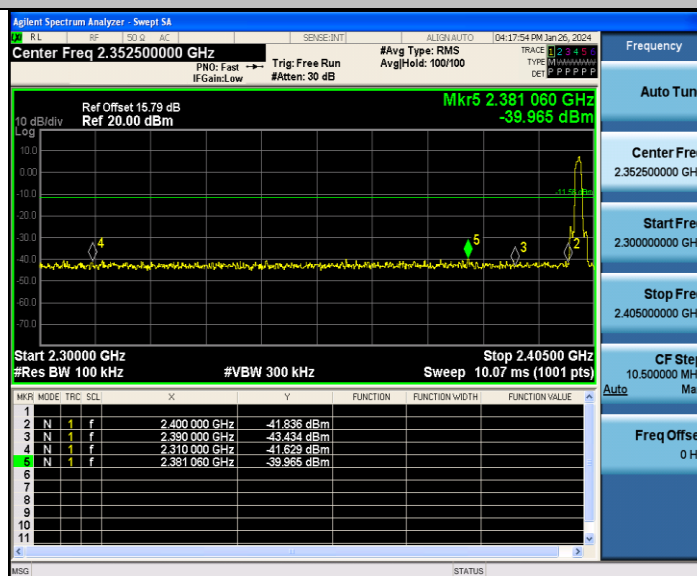 Agilent Spectrum Analyzer - Swept SA
RL RF 50 Ω AC SENSE:INT ALIGN AUTO 04:17:54 PM Jan 26, 2024
Center Freq 2.352500000 GHz
PNO: Fast
IFGain:Low
Trig: Free Run
#Atten: 30 dB
#Avg Type: RMS
Avg|Hold: 100/100
TRACE 1 2 3 4 5 6
TYPE M
DET P P P P P
Ref Offset 15.79 dB
10 dB/div Ref 20.00 dBm
Log
Mkr5 2.381 060 GHz
-39.965 dBm
10.0
0.00
-10.0
-20.0
-30.0
-40.0
-50.0
-60.0
-70.0
4
5
3
2
Start 2.30000 GHz Stop 2.40500 GHz
#Res BW 100 kHz #VBW 300 kHz Sweep 10.07 ms (1001 pts)
MKR MODE TRC SCL X Y FUNCTION FUNCTION WIDTH FUNCTION VALUE
1
2 N 1 f 2.400 000 GHz -41.836 dBm
3 N 1 f 2.390 000 GHz -43.434 dBm
4 N 1 f 2.310 000 GHz -41.629 dBm
5 N 1 f 2.381 060 GHz -39.965 dBm
6
7
8
9
10
11
MSG STATUS
Frequency
Auto Tun
Center Fre
2.352500000 GH
Start Fre
2.300000000 GH
Stop Fre
2.405000000 GH
CF Step
10.500000 MH
Auto Ma
Freq Offse
0 H